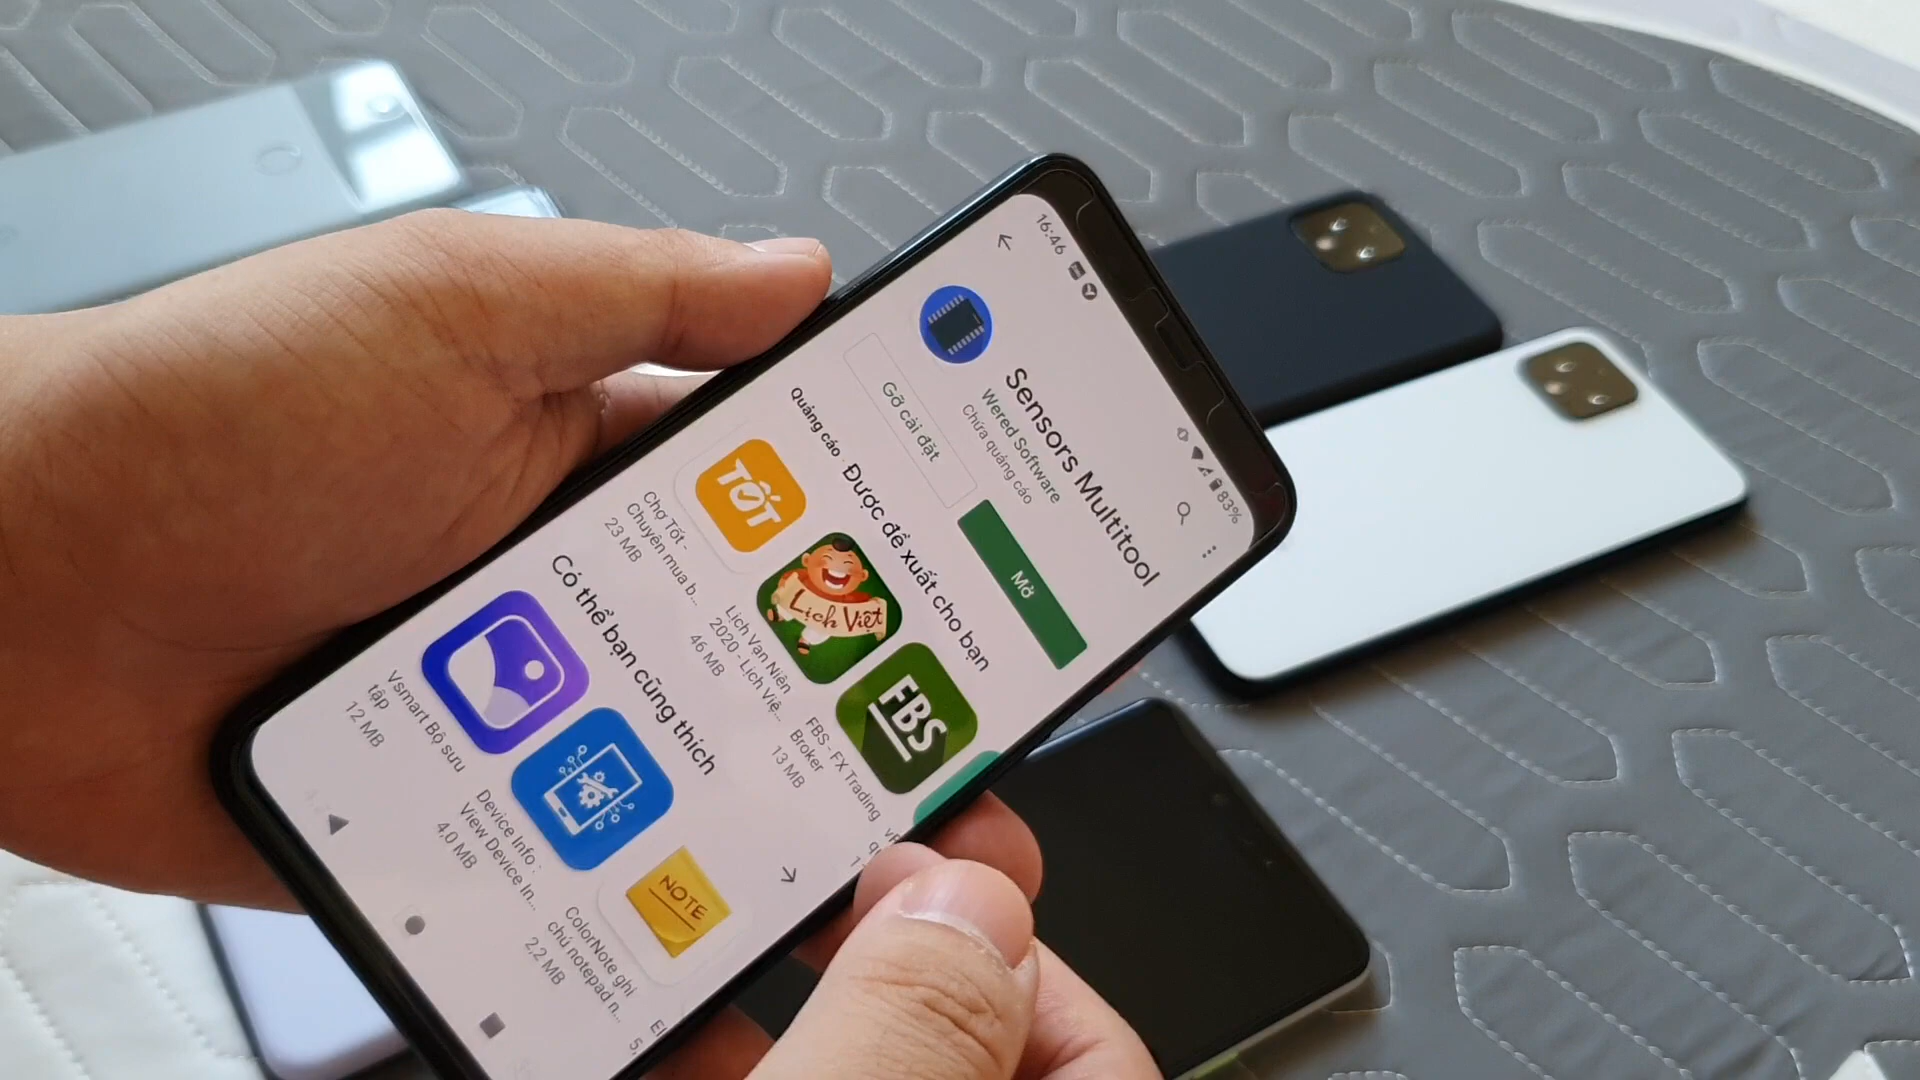 16:46
83%
Sensors Multitool
Wered Software
Chứa quảng cáo
Gỡ cài đặt
Mở
Quảng cáo · Được đề xuất cho bạn
TỐT
Lịch Việt
FBS
Chợ Tốt -
Chuyên mua b...
23 MB
Lịch Vạn Niên
2020 - Lịch Việ...
46 MB
FBS - FX Trading
Broker
13 MB
Có thể bạn cũng thích
NOTE
Vsmart Bộ sưu
tập
12 MB
Device Info :
View Device In...
4,0 MB
ColorNote ghi
chú notepad n...
2,2 MB